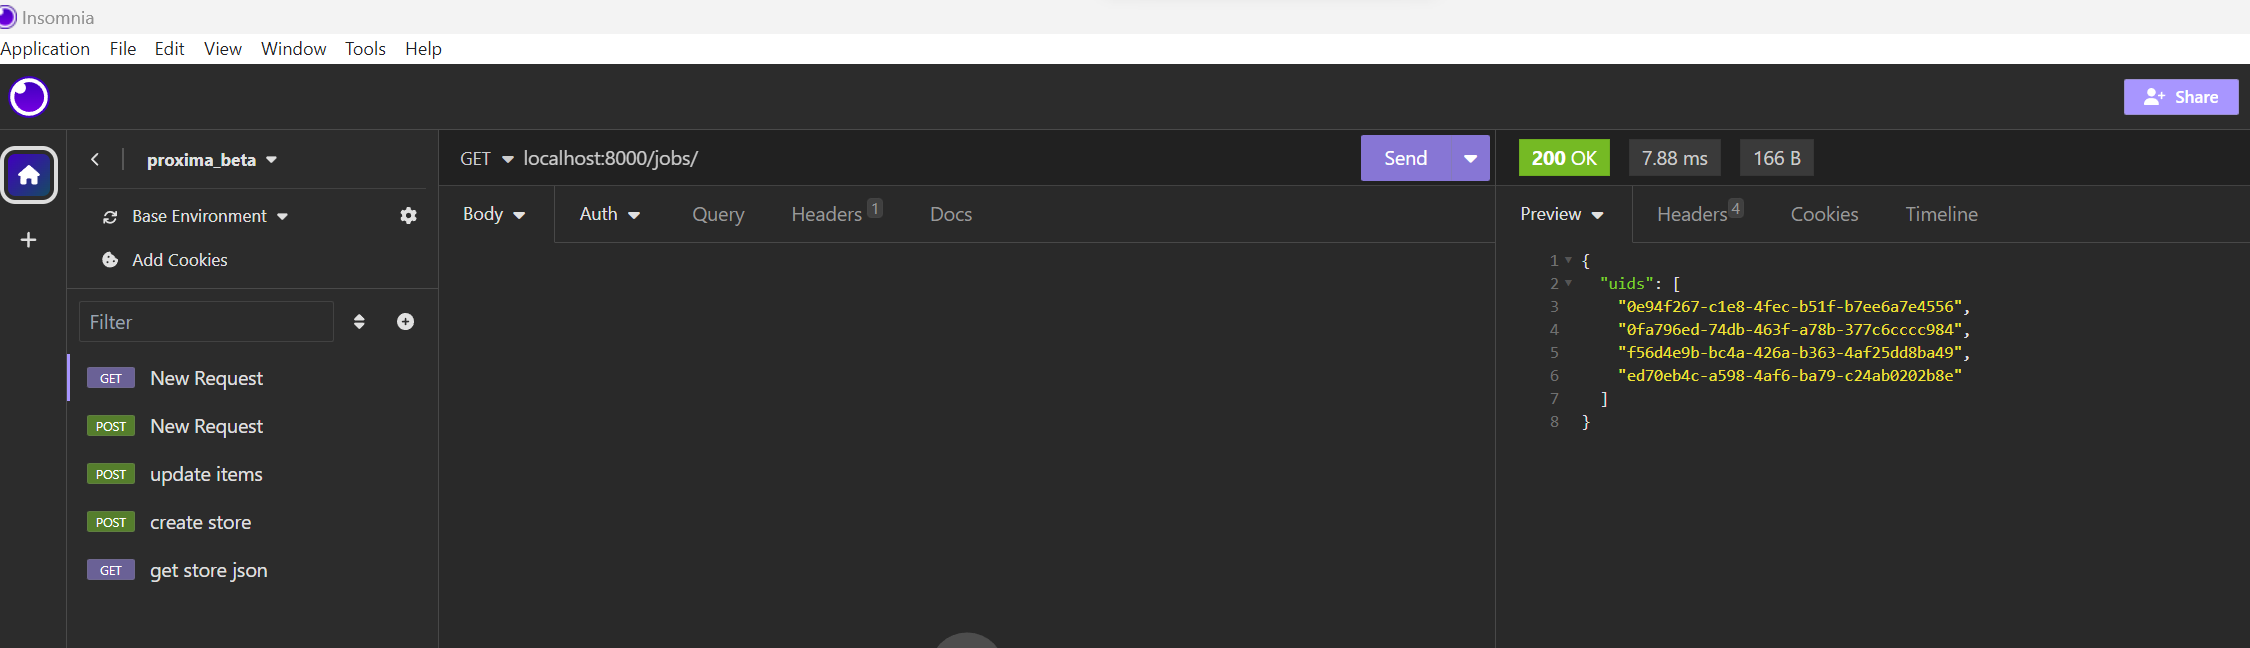 Insomnia
Application File Edit View Window Tools Help
Share
proxima_beta
GET localhost:8000/jobs/ Send
200 OK 7.88 ms 166 B
Base Environment
Add Cookies
Body Auth Query Headers 1 Docs
Preview Headers 4 Cookies Timeline
Filter
GET New Request
POST New Request
POST update items
POST create store
GET get store json
1 {
2 "uids": [
3 "0e94f267-c1e8-4fec-b51f-b7ee6a7e4556",
4 "0fa796ed-74db-463f-a78b-377c6cccc984",
5 "f56d4e9b-bc4a-426a-b363-4af25dd8ba49",
6 "ed70eb4c-a598-4af6-ba79-c24ab0202b8e"
7 ]
8 }